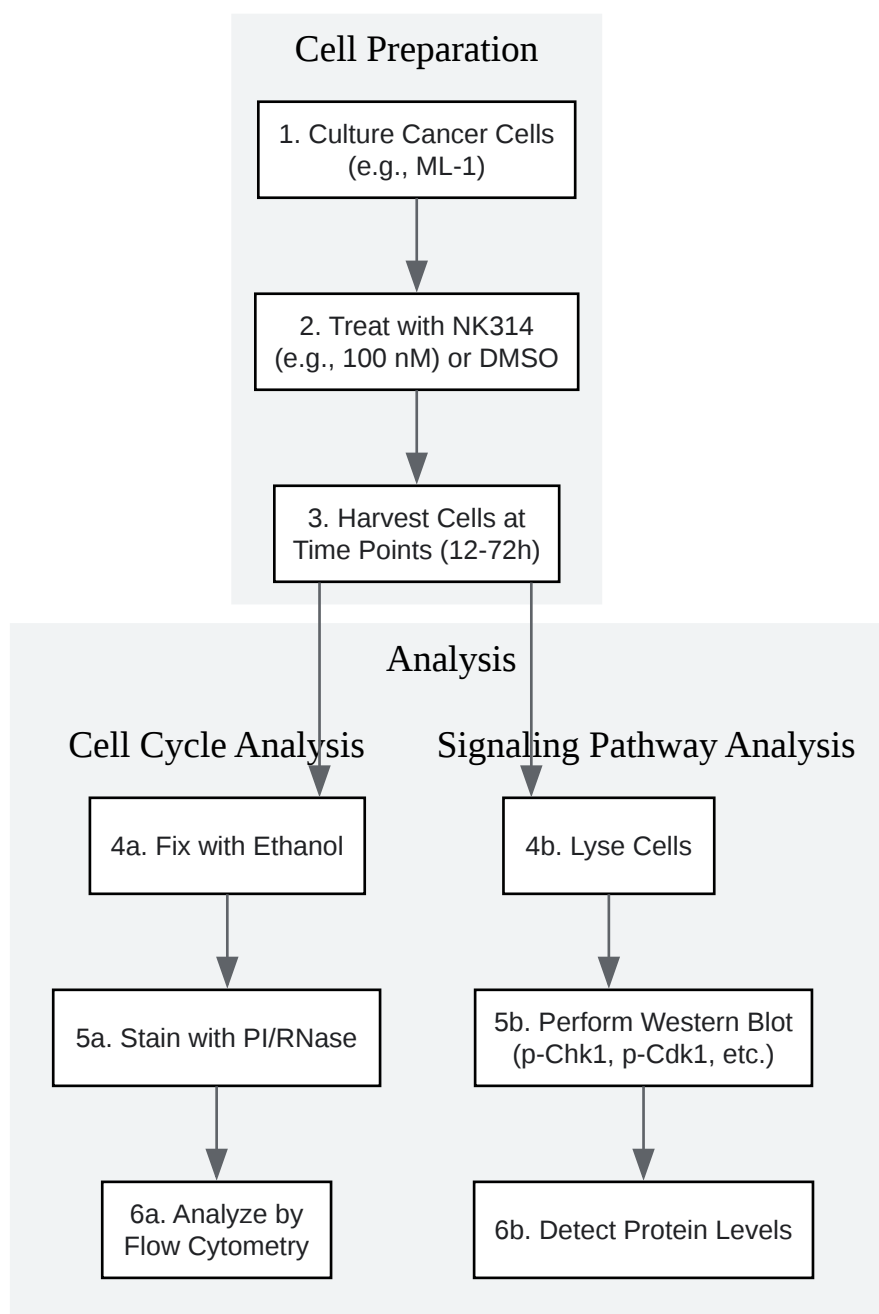 Cell Preparation
1. Culture Cancer Cells
(e.g., ML-1)
2. Treat with NK314
(e.g., 100 nM) or DMSO
3. Harvest Cells at
Time Points (12-72h)
Analysis
Cell Cycle Analysis
Signaling Pathway Analysis
4a. Fix with Ethanol
4b. Lyse Cells
5a. Stain with PI/RNase
5b. Perform Western Blot
(p-Chk1, p-Cdk1, etc.)
6a. Analyze by
Flow Cytometry
6b. Detect Protein Levels